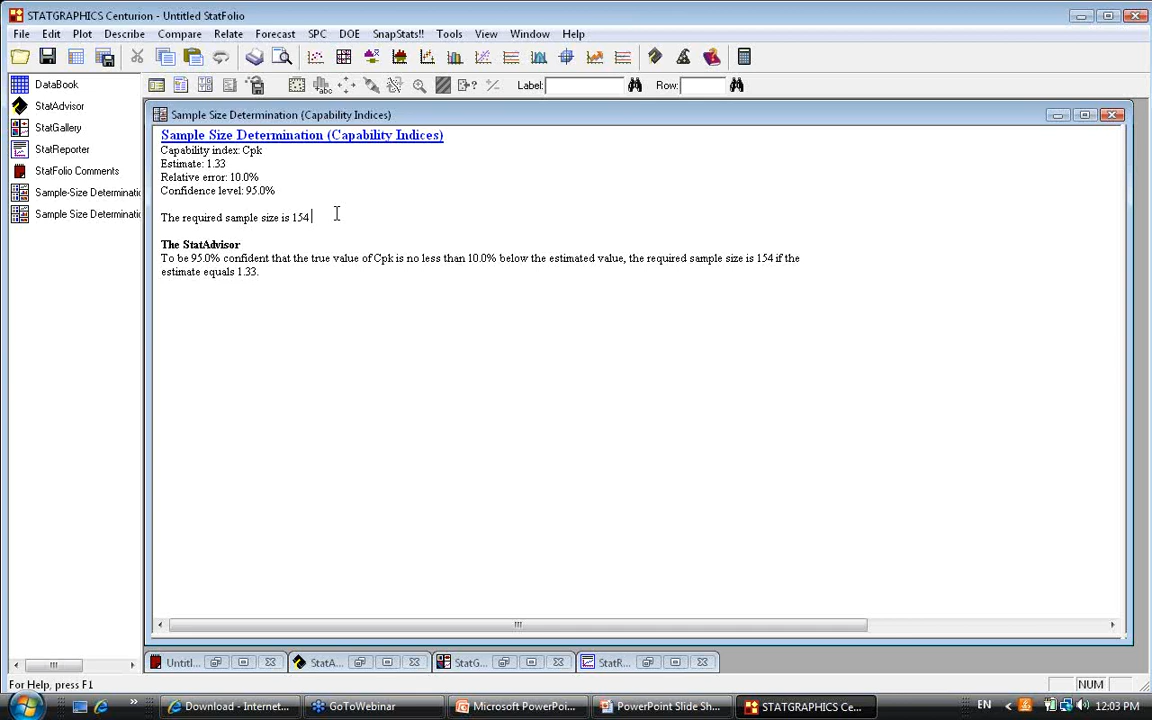 STATGRAPHICS Centurion - Untitled StatFolio
File Edit Plot Describe Compare Relate Forecast SPC DOE SnapStats!! Tools View Window Help
Label: Row:
DataBook
StatAdvisor
StatGallery
StatReporter
StatFolio Comments
Sample-Size Determinati
Sample Size Determinati
Sample Size Determination (Capability Indices)
Sample Size Determination (Capability Indices)
Capability index: Cpk
Estimate: 1.33
Relative error: 10.0%
Confidence level: 95.0%
The required sample size is 154
The StatAdvisor
To be 95.0% confident that the true value of Cpk is no less than 10.0% below the estimated value, the required sample size is 154 if the
estimate equals 1.33.
Untitl... StatA... StatG... StatR...
For Help, press F1 NUM
Download - Internet... GoToWebinar Microsoft PowerPoi... PowerPoint Slide Sh... STATGRAPHICS Ce... EN 12:03 PM